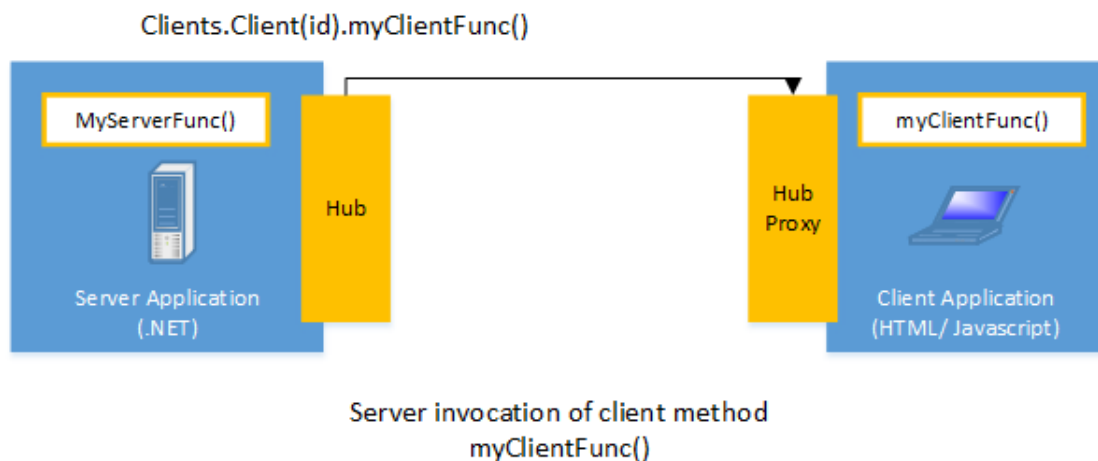 Clients.Client(id).myClientFunc()
MyServerFunc()
myClientFunc()
Hub
Hub
Proxy
Server Application
(.NET)
Client Application
(HTML/ Javascript)
Server invocation of client method
myClientFunc()